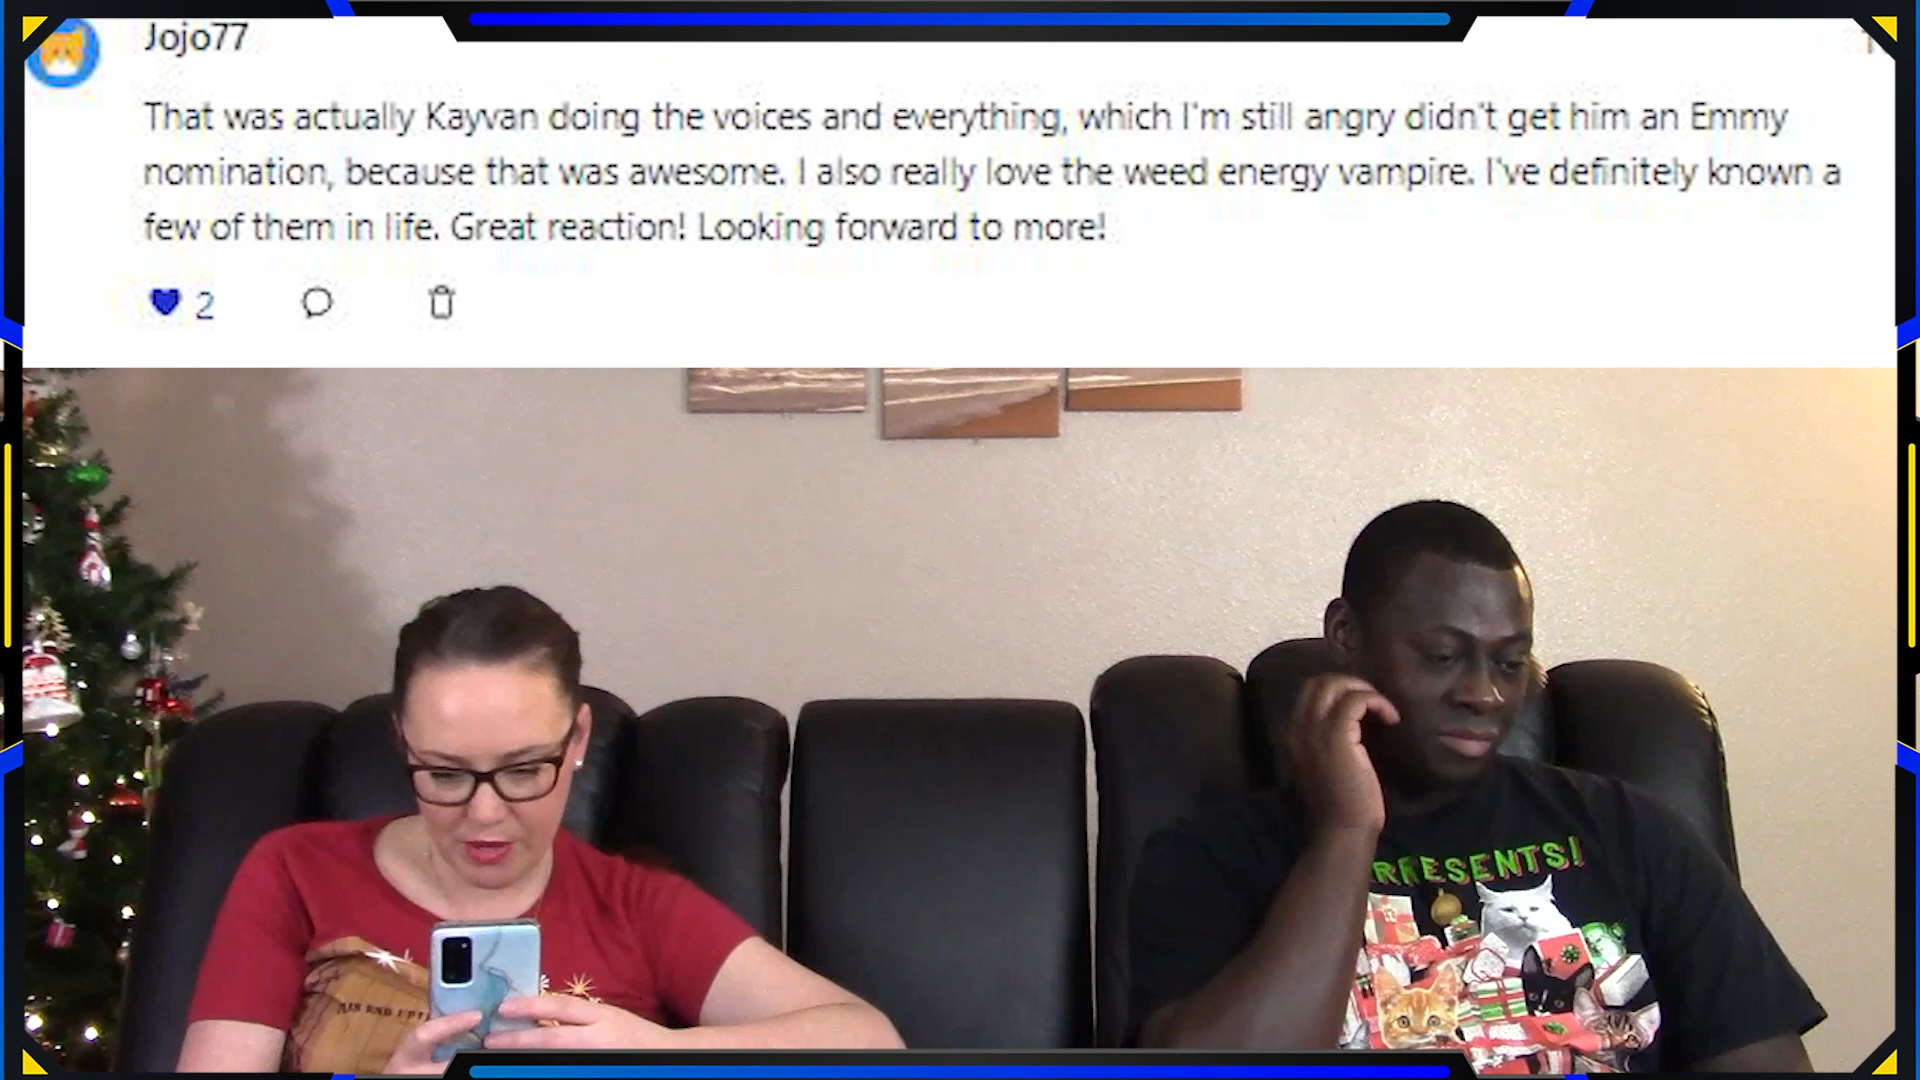 Jojo77
That was actually Kayvan doing the voices and everything, which I'm still angry didn't get him an Emmy
nomination, because that was awesome. I also really love the weed energy vampire. I've definitely known a
few of them in life. Great reaction! Looking forward to more!
2
PRESENTS!